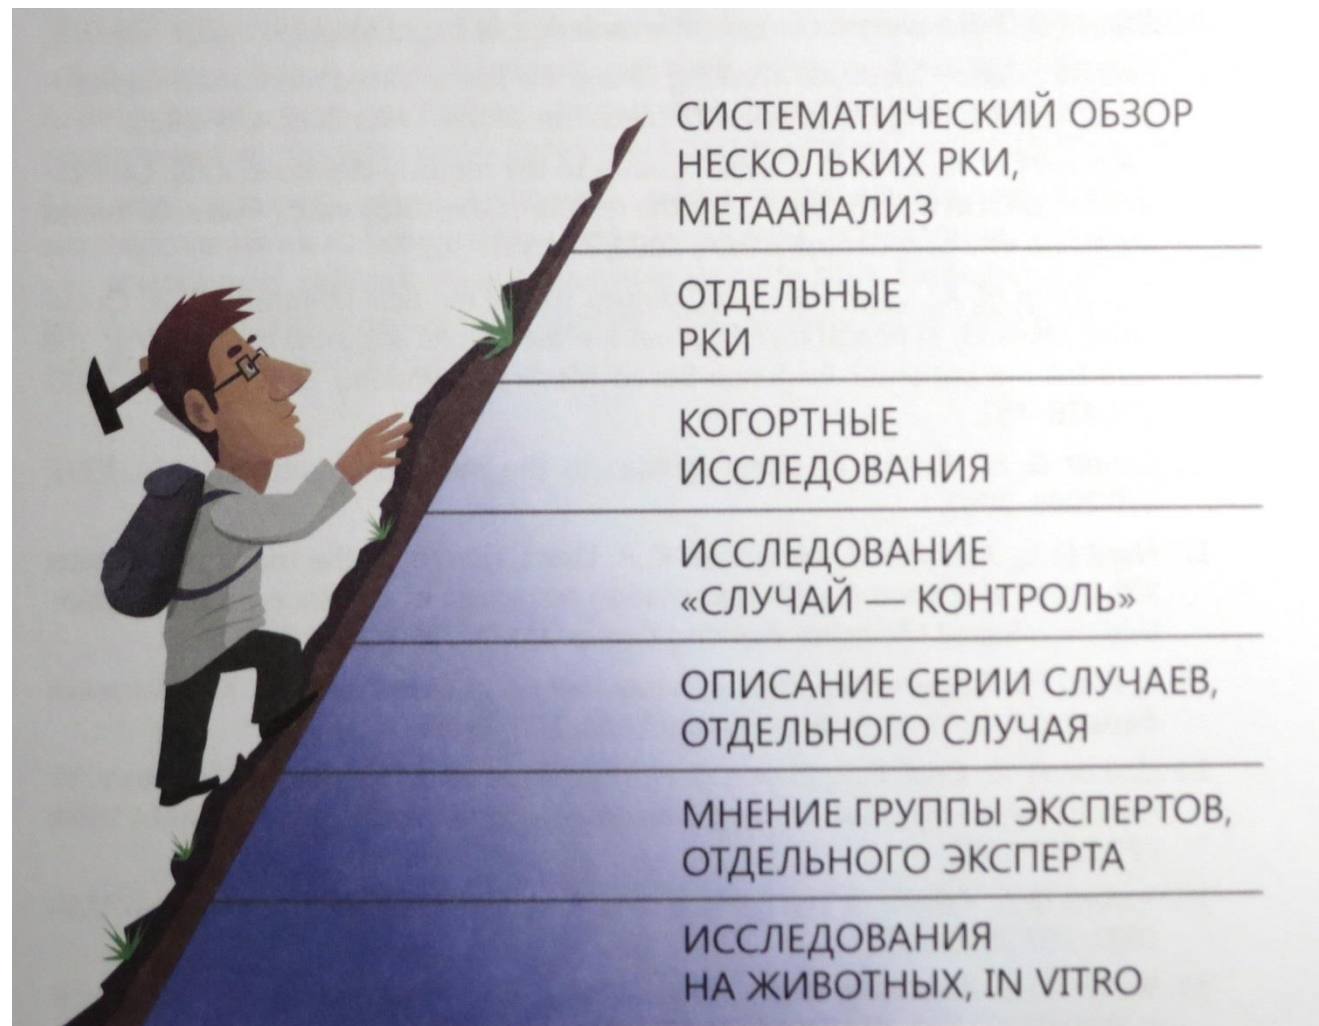 СИСТЕМАТИЧЕСКИЙ ОБЗОР
НЕСКОЛЬКИХ РКИ,
МЕТААНАЛИЗ
ОТДЕЛЬНЫЕ
РКИ
КОГОРТНЫЕ
ИССЛЕДОВАНИЯ
ИССЛЕДОВАНИЕ
«СЛУЧАЙ — КОНТРОЛЬ»
ОПИСАНИЕ СЕРИИ СЛУЧАЕВ,
ОТДЕЛЬНОГО СЛУЧАЯ
МНЕНИЕ ГРУППЫ ЭКСПЕРТОВ,
ОТДЕЛЬНОГО ЭКСПЕРТА
ИССЛЕДОВАНИЯ
НА ЖИВОТНЫХ, IN VITRO